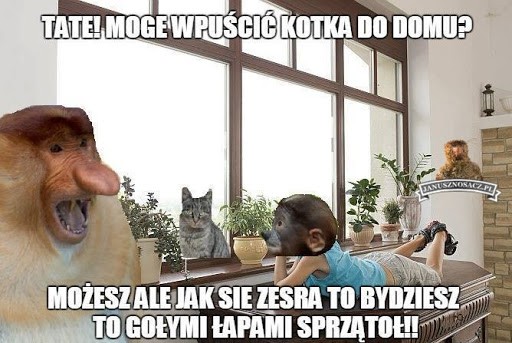 TATE! MOGE WPUŚCIĆ KOTKA DO DOMU?
JANUSZNOSACZ.PL
MOŻESZ ALE JAK SIE ZESRA TO BYDZIESZ
TO GOŁYMI ŁAPAMI SPRZĄTOŁ!!